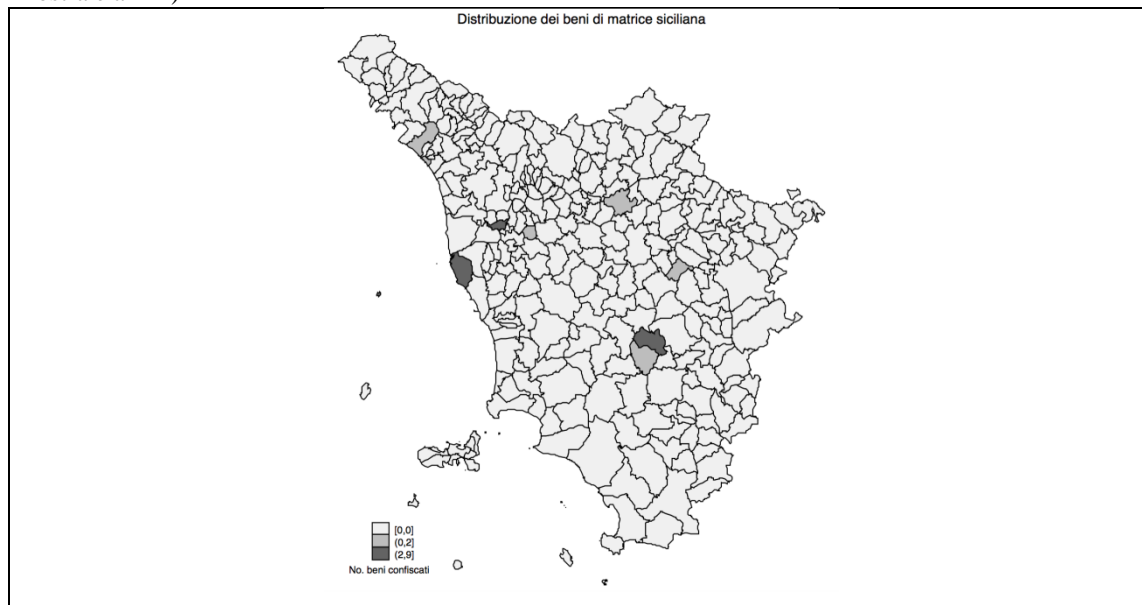 Distribuzione dei beni di matrice siciliana
[0,0]
(0,2]
(2,9]
No. beni confiscati